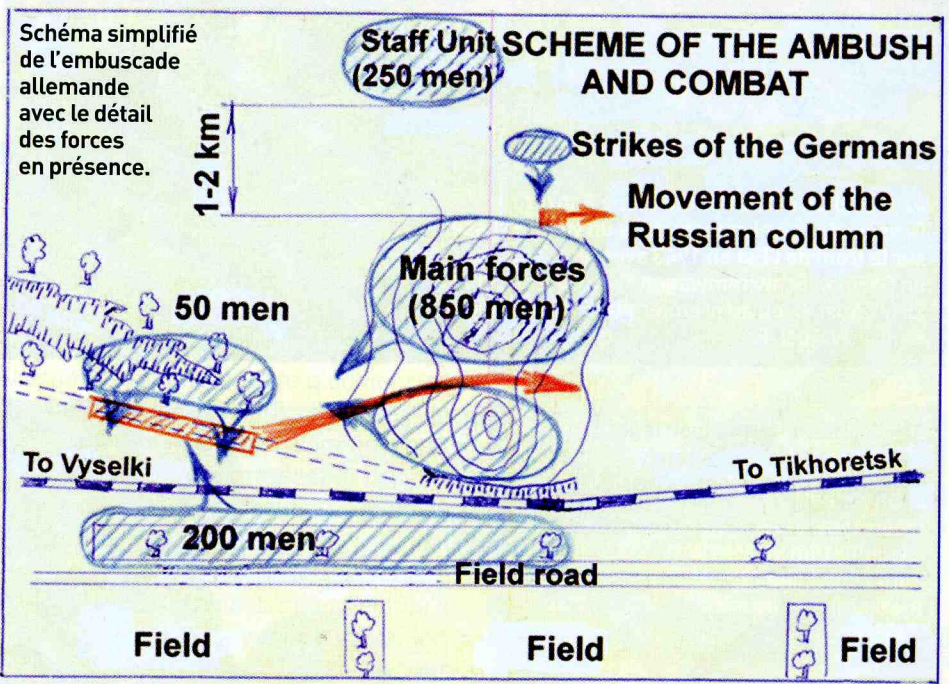 Schéma simplifié
de l'embuscade
allemande
avec le détail
des forces
en présence.
Staff Unit
(250 men)
SCHEME OF THE AMBUSH
AND COMBAT
1-2 km
Strikes of the Germans
Movement of the
Russian column
Main forces
(850 men)
50 men
To Vyselki
To Tikhoretsk
200 men
Field road
Field
Field
Field